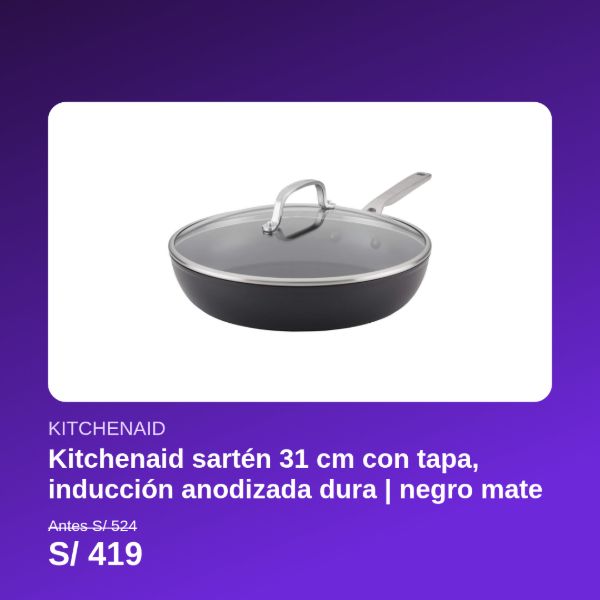 KITCHENAID
Kitchenaid sartén 31 cm con tapa,
inducción anodizada dura | negro mate
Antes S/ 524
S/ 419